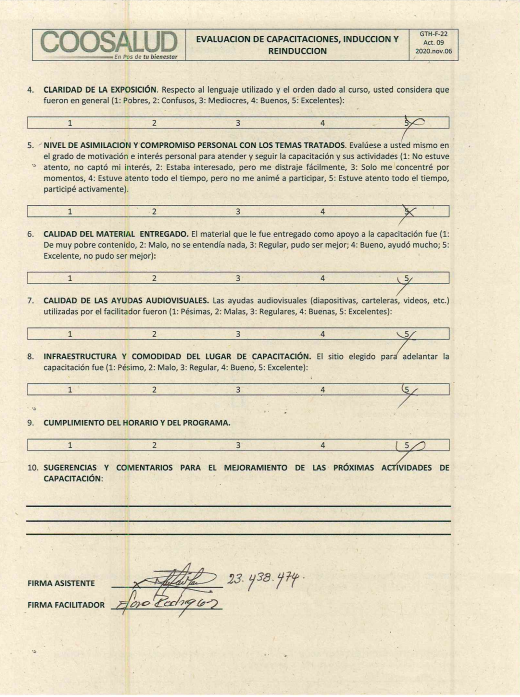 COOSALUD
En Pos de tu bienestar
EVALUACION DE CAPACITACIONES, INDUCCION Y
REINDUCCION
GTH-F-22
Act. 09
2020.nov.06
4. CLARIDAD DE LA EXPOSICIÓN. Respecto al lenguaje utilizado y el orden dado al curso, usted considera que
fueron en general (1: Pobres, 2: Confusos, 3: Mediocres, 4: Buenos, 5: Excelentes):
1 2 3 4 5
5. NIVEL DE ASIMILACION Y COMPROMISO PERSONAL CON LOS TEMAS TRATADOS. Evalúese a usted mismo en
el grado de motivación e interés personal para atender y seguir la capacitación y sus actividades (1: No estuve
atento, no captó mi interés, 2: Estaba interesado, pero me distraje fácilmente, 3: Solo me concentré por
momentos, 4: Estuve atento todo el tiempo, pero no me animé a participar, 5: Estuve atento todo el tiempo,
participé activamente).
1 2 3 4 5
6. CALIDAD DEL MATERIAL ENTREGADO. El material que le fue entregado como apoyo a la capacitación fue (1:
De muy pobre contenido, 2: Malo, no se entendía nada, 3: Regular, pudo ser mejor; 4: Bueno, ayudó mucho; 5:
Excelente, no pudo ser mejor):
1 2 3 4 5
7. CALIDAD DE LAS AYUDAS AUDIOVISUALES. Las ayudas audiovisuales (diapositivas, carteleras, videos, etc.)
utilizadas por el facilitador fueron (1: Pésimas, 2: Malas, 3: Regulares, 4: Buenas, 5: Excelentes):
1 2 3 4 5
8. INFRAESTRUCTURA Y COMODIDAD DEL LUGAR DE CAPACITACIÓN. El sitio elegido para adelantar la
capacitación fue (1: Pésimo, 2: Malo, 3: Regular, 4: Bueno, 5: Excelente):
1 2 3 4 5
9. CUMPLIMIENTO DEL HORARIO Y DEL PROGRAMA.
1 2 3 4 5
10. SUGERENCIAS Y COMENTARIOS PARA EL MEJORAMIENTO DE LAS PRÓXIMAS ACTIVIDADES DE
CAPACITACIÓN:
FIRMA ASISTENTE 23.438.474.
FIRMA FACILITADOR Rodriguez